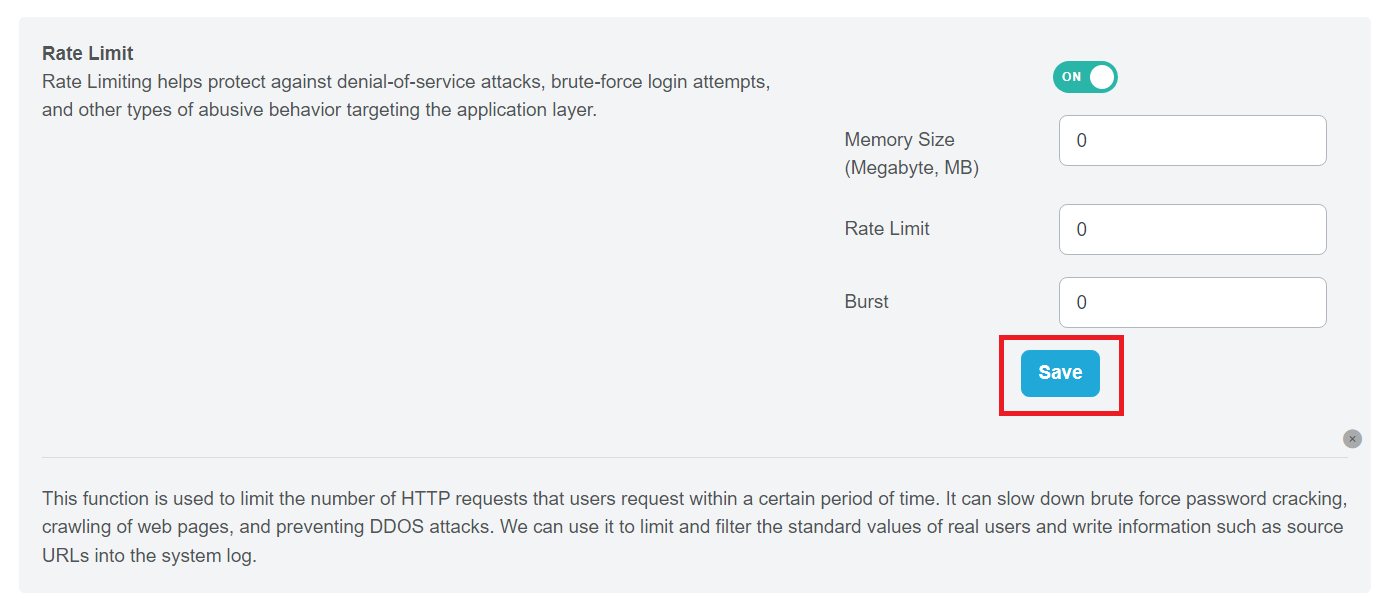 Rate Limit
Rate Limiting helps protect against denial-of-service attacks, brute-force login attempts,
and other types of abusive behavior targeting the application layer.
ON
Memory Size
(Megabyte, MB)
0
Rate Limit
0
Burst
0
Save
This function is used to limit the number of HTTP requests that users request within a certain period of time. It can slow down brute force password cracking,
crawling of web pages, and preventing DDOS attacks. We can use it to limit and filter the standard values of real users and write information such as source
URLs into the system log.